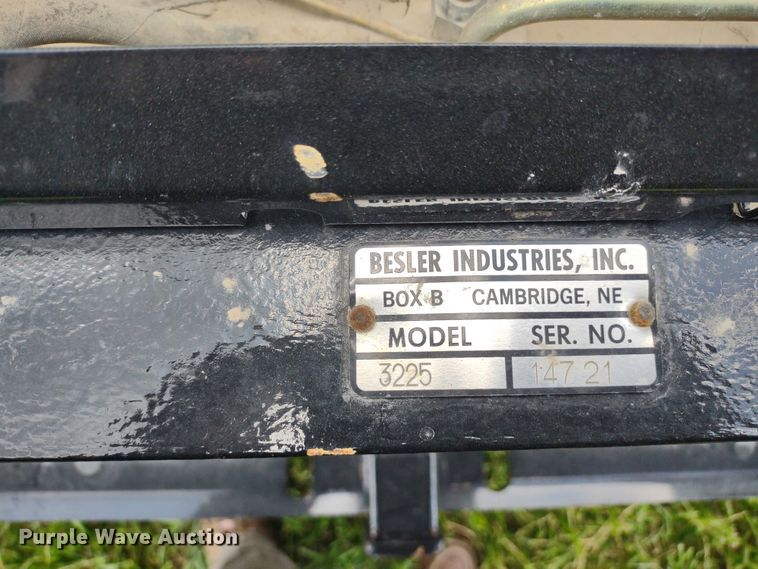 BESLER INDUSTRIES, INC.
BOX B CAMBRIDGE, NE
MODEL SER. NO.
3225 147 21
Purple Wave Auction